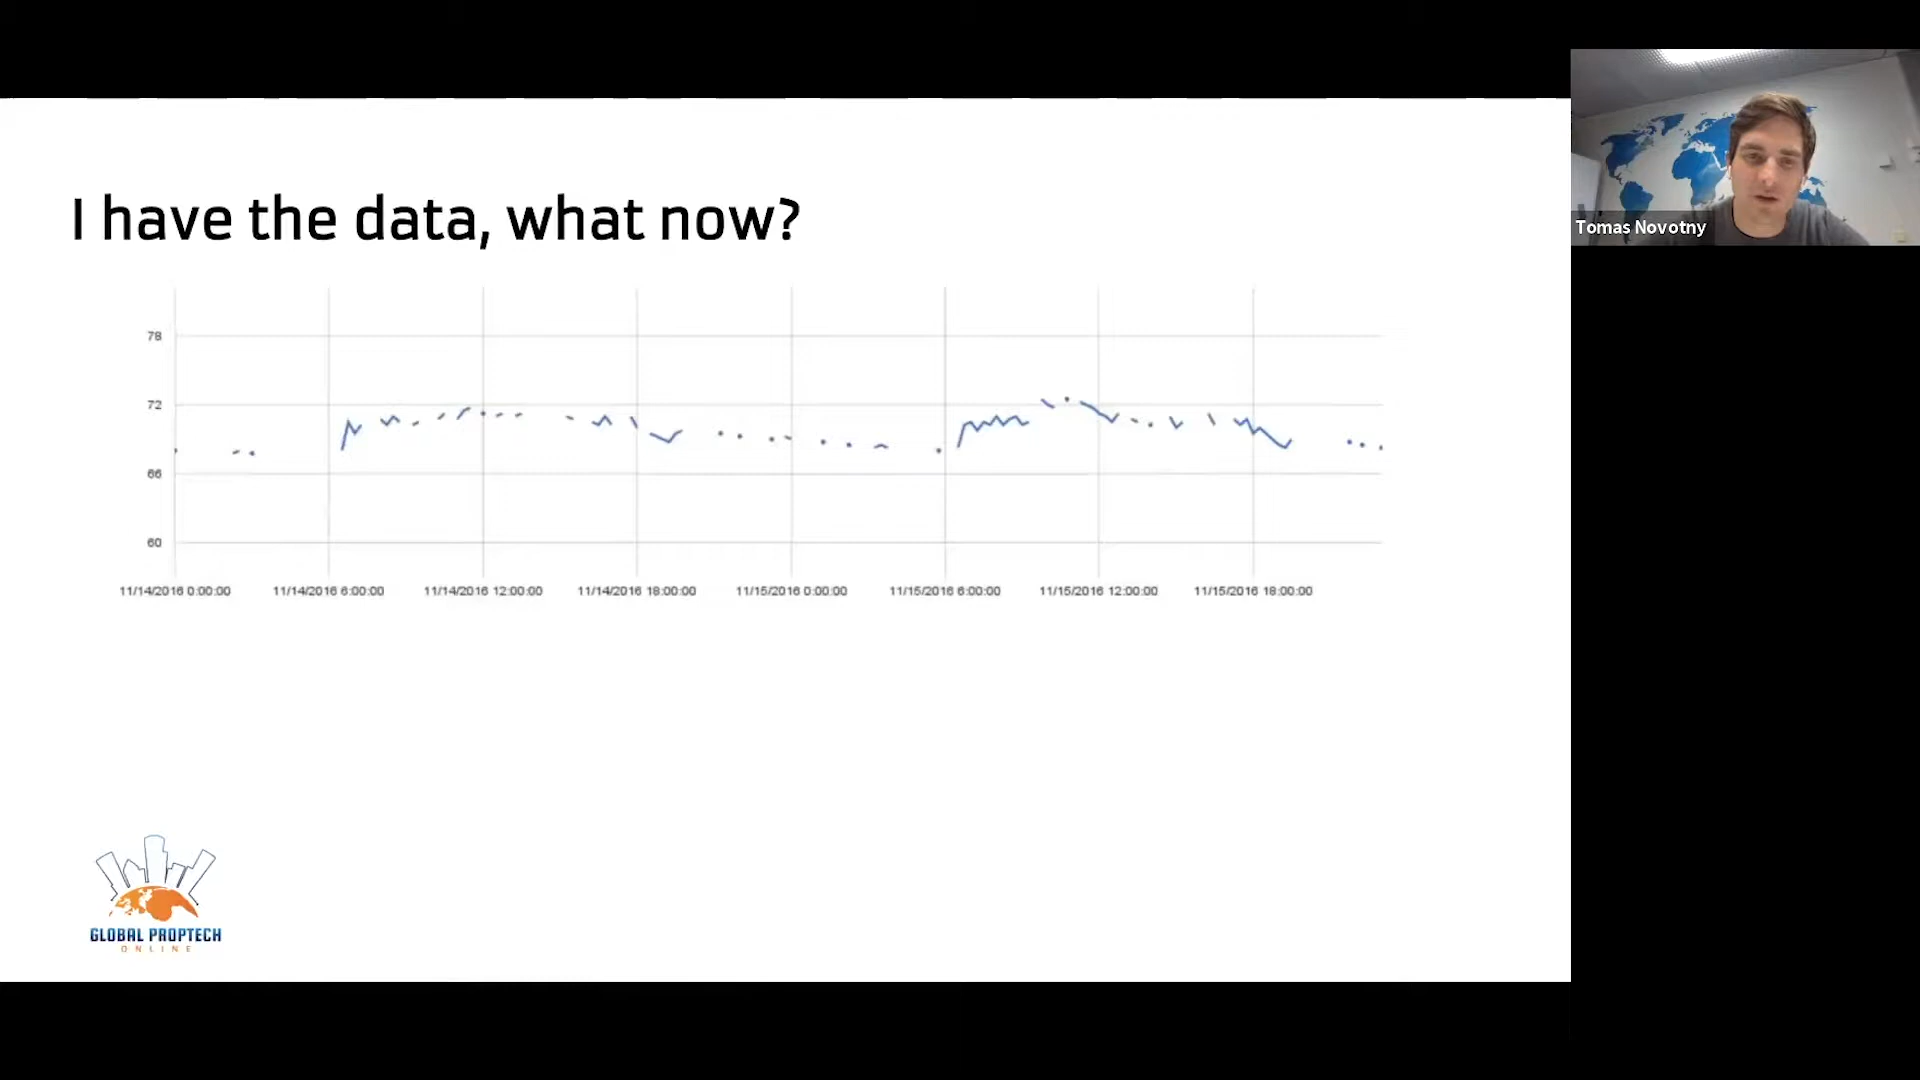 I have the data, what now?
78
72
66
60
11/14/2016 0:00:00 11/14/2016 6:00:00 11/14/2016 12:00:00 11/14/2016 18:00:00 11/15/2016 0:00:00 11/15/2016 6:00:00 11/15/2016 12:00:00 11/15/2016 18:00:00
GLOBAL PROPTECH
ONLINE
Tomas Novotny